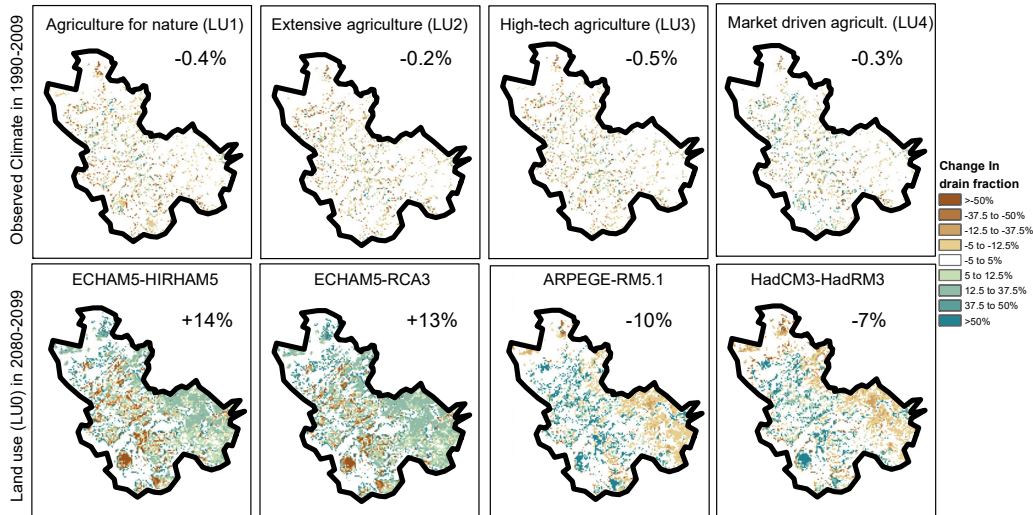 Observed Climate in 1990-2009
Agriculture for nature (LU1)
-0.4%
Extensive agriculture (LU2)
-0.2%
High-tech agriculture (LU3)
-0.5%
Market driven agricult. (LU4)
-0.3%
Land use (LU0) in 2080-2099
ECHAM5-HIRHAM5
+14%
ECHAM5-RCA3
+13%
ARPEGE-RM5.1
-10%
HadCM3-HadRM3
-7%
Change In
drain fraction
>-50%
-37.5 to -50%
-12.5 to -37.5%
-5 to -12.5%
-5 to 5%
5 to 12.5%
12.5 to 37.5%
37.5 to 50%
>50%